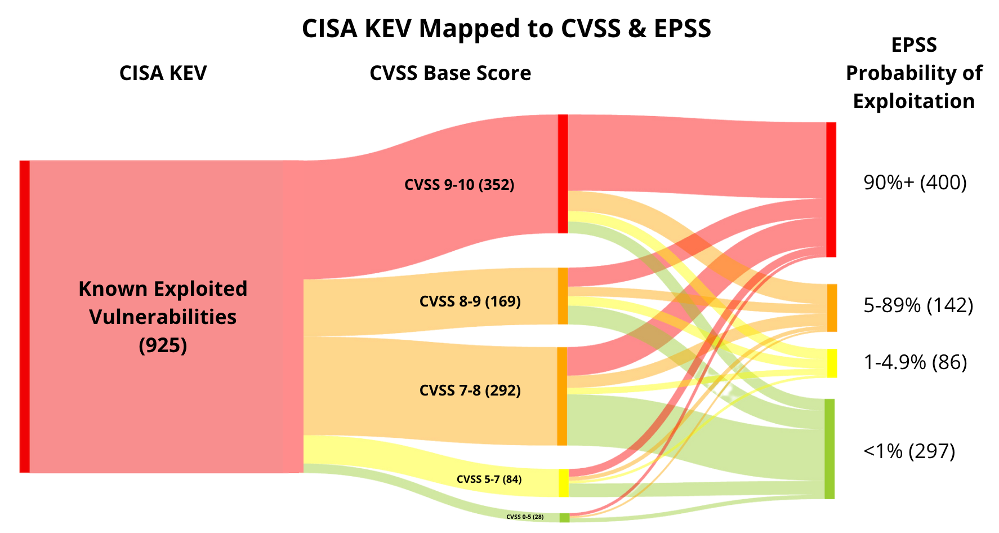 CISA KEV Mapped to CVSS & EPSS
CISA KEV
CVSS Base Score
EPSS
Probability of
Exploitation
Known Exploited
Vulnerabilities
(925)
CVSS 9-10 (352)
CVSS 8-9 (169)
CVSS 7-8 (292)
CVSS 5-7 (84)
CVSS 0-5 (28)
90%+ (400)
5-89% (142)
1-4.9% (86)
<1% (297)